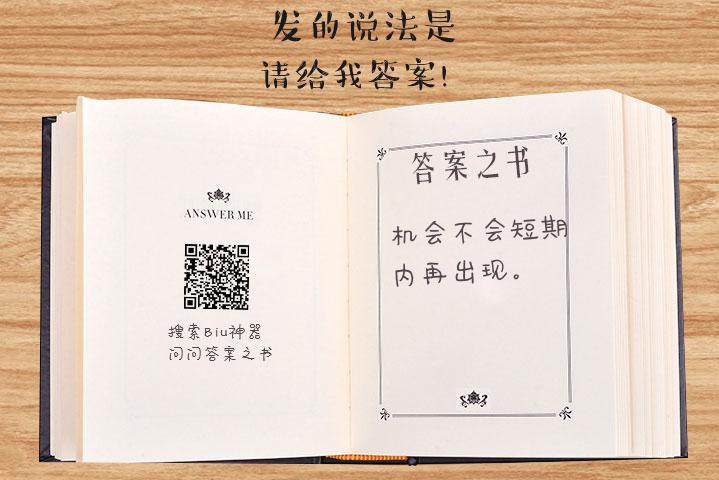 发的说法是
请给我答案!
ANSWER ME
搜索Biu神器
问问答案之书
答案之书
机会不会短期
内再出现。